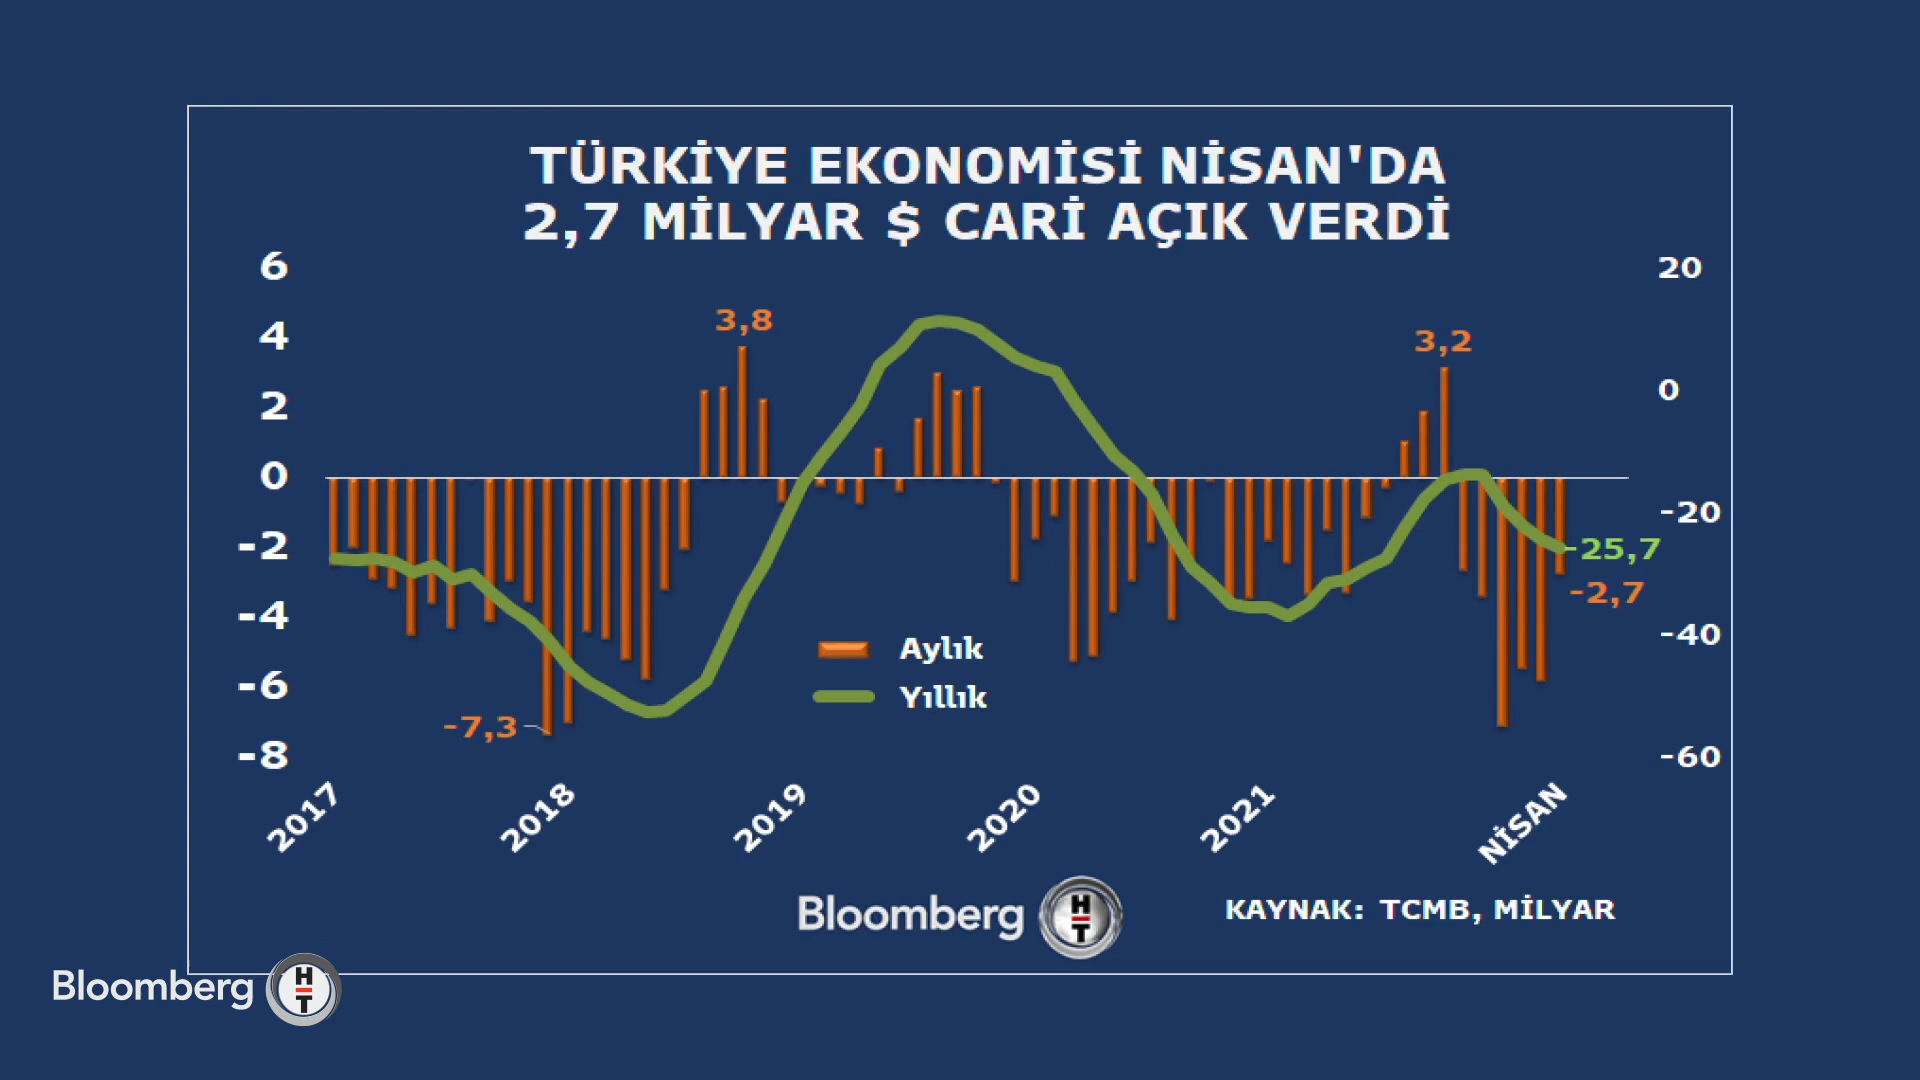 TÜRKİYE EKONOMİSİ NİSAN'DA
2,7 MİLYAR $ CARİ AÇIK VERDİ
6
4
2
0
-2
-4
-6
-8
20
0
-20
-40
-60
3,8
3,2
-7,3
-25,7
-2,7
Aylık
Yıllık
2017
2018
2019
2020
2021
NİSAN
Bloomberg HT
KAYNAK: TCMB, MİLYAR
Bloomberg HT